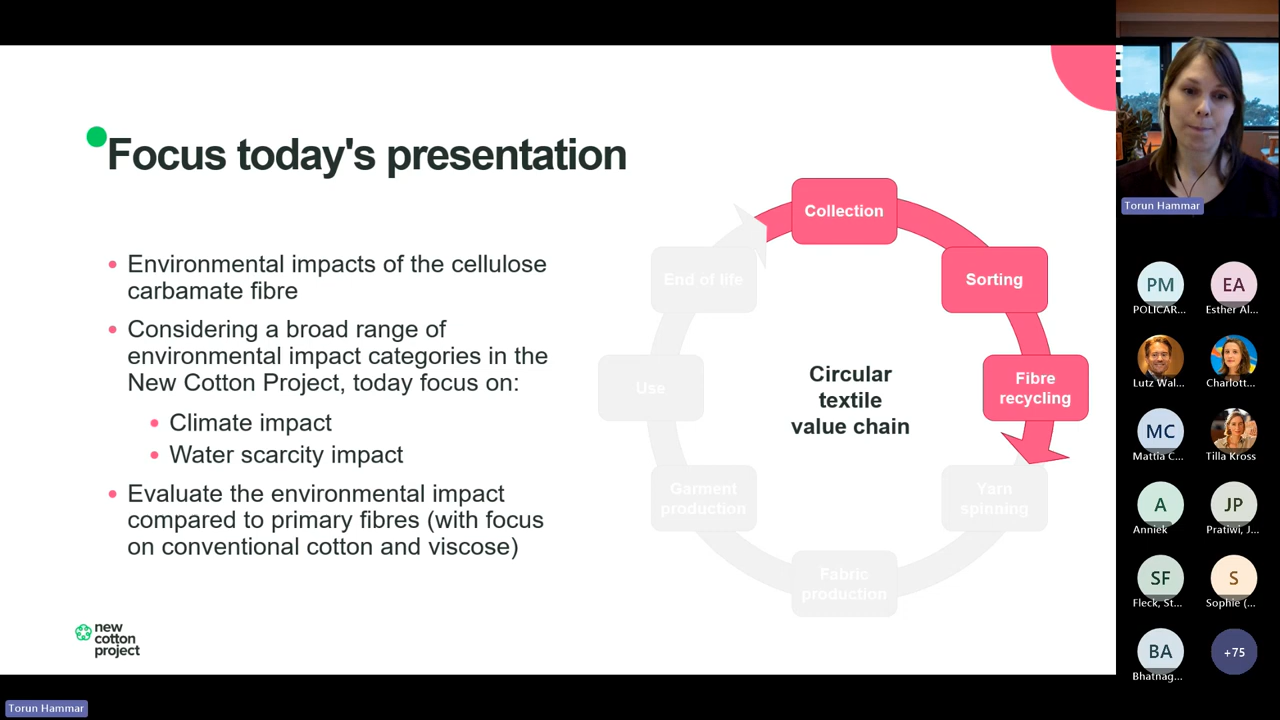 Focus today's presentation
Environmental impacts of the cellulose
carbamate fibre
Considering a broad range of
environmental impact categories in the
New Cotton Project, today focus on:
Climate impact
Water scarcity impact
Evaluate the environmental impact
compared to primary fibres (with focus
on conventional cotton and viscose)
Collection
Sorting
Fibre
recycling
Yarn
spinning
Fabric
production
Garment
production
Use
End of life
Circular
textile
value chain
new
cotton
project
Torun Hammar
PM
POLICAR...
EA
Esther Al...
Lutz Wal...
Charlott...
MC
Mattia C...
Tilla Kross
A
Anniek
JP
Pratiwi, J...
SF
Fleck, St...
S
Sophie (...
BA
Bhatnag...
+75
Torun Hammar